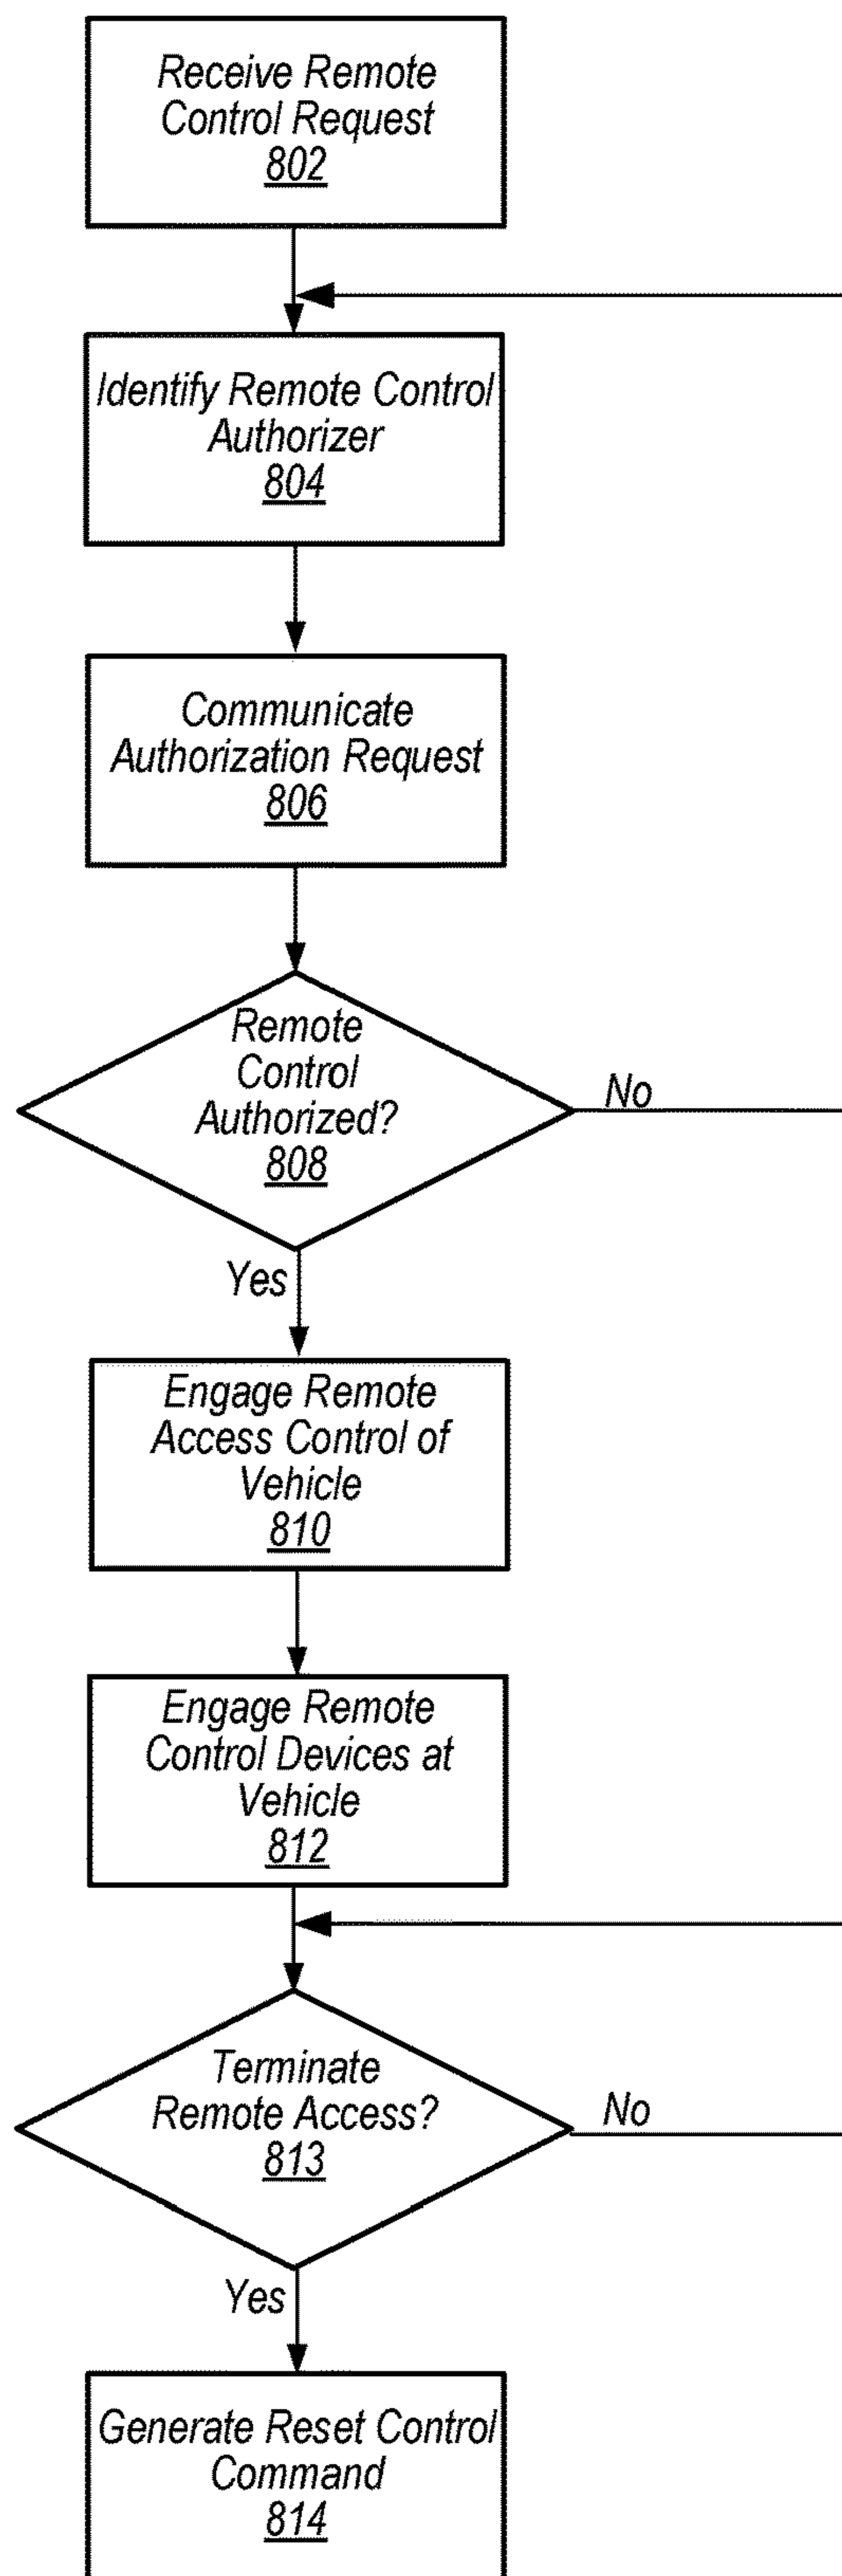 Receive Remote
Control Request
802
Identify Remote Control
Authorizer
804
Communicate
Authorization Request
806
Remote
Control
Authorized?
808
No
Yes
Engage Remote
Access Control of
Vehicle
810
Engage Remote
Control Devices at
Vehicle
812
Terminate
Remote Access?
813
No
Yes
Generate Reset Control
Command
814